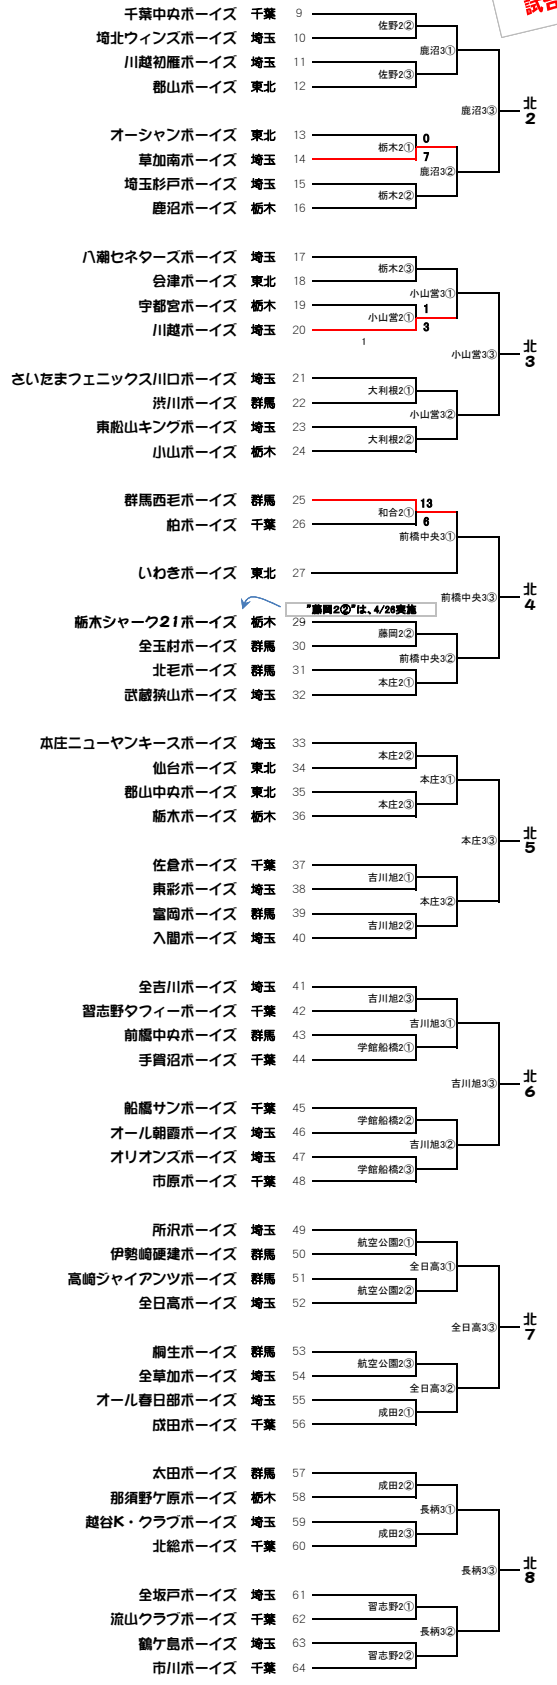 試合
千葉中央ボーイズ 千葉 9
佐野2②
埼北ウィンズボーイズ 埼玉 10
鹿沼3①
川越初雁ボーイズ 埼玉 11
佐野2③
郡山ボーイズ 東北 12
鹿沼3③
北2
オーシャンボーイズ 東北 13
栃木2① 0
草加南ボーイズ 埼玉 14
7
鹿沼3②
埼玉杉戸ボーイズ 埼玉 15
栃木2②
鹿沼ボーイズ 栃木 16
八潮セネターズボーイズ 埼玉 17
栃木2③
会津ボーイズ 東北 18
小山営3①
宇都宮ボーイズ 栃木 19
小山営2① 1
川越ボーイズ 埼玉 20
3
1
小山営3③
北3
さいたまフェニックス川口ボーイズ 埼玉 21
大利根2①
渋川ボーイズ 群馬 22
小山営3②
東松山キングボーイズ 埼玉 23
大利根2②
小山ボーイズ 栃木 24
群馬西毛ボーイズ 群馬 25
和合2① 13
柏ボーイズ 千葉 26
6
前橋中央3①
いわきボーイズ 東北 27
前橋中央3③
北4
"藤岡2②"は、4/26実施
栃木シャーク21ボーイズ 栃木 29
藤岡2②
全玉村ボーイズ 群馬 30
前橋中央3②
北毛ボーイズ 群馬 31
本庄2①
武蔵狭山ボーイズ 埼玉 32
本庄ニューヤンキースボーイズ 埼玉 33
本庄2②
仙台ボーイズ 東北 34
本庄3①
郡山中央ボーイズ 東北 35
本庄2③
栃木ボーイズ 栃木 36
本庄3③
北5
佐倉ボーイズ 千葉 37
吉川旭2①
東彩ボーイズ 埼玉 38
本庄3②
富岡ボーイズ 群馬 39
吉川旭2②
入間ボーイズ 埼玉 40
全吉川ボーイズ 埼玉 41
吉川旭2③
習志野タフィーボーイズ 千葉 42
吉川旭3①
前橋中央ボーイズ 群馬 43
学館船橋2①
手賀沼ボーイズ 千葉 44
吉川旭3③
北6
船橋サンボーイズ 千葉 45
学館船橋2②
オール朝霞ボーイズ 埼玉 46
吉川旭3②
オリオンズボーイズ 埼玉 47
学館船橋2③
市原ボーイズ 千葉 48
所沢ボーイズ 埼玉 49
航空公園2①
伊勢崎硬建ボーイズ 群馬 50
全日高3①
高崎ジャイアンツボーイズ 群馬 51
航空公園2②
全日高ボーイズ 埼玉 52
全日高3③
北7
桐生ボーイズ 群馬 53
航空公園2③
全草加ボーイズ 埼玉 54
全日高3②
オール春日部ボーイズ 埼玉 55
成田2①
成田ボーイズ 千葉 56
太田ボーイズ 群馬 57
成田2②
那須野ケ原ボーイズ 栃木 58
長柄3①
越谷K・クラブボーイズ 埼玉 59
成田2③
北総ボーイズ 千葉 60
長柄3③
北8
全坂戸ボーイズ 埼玉 61
習志野2①
流山クラブボーイズ 千葉 62
長柄3②
鶴ケ島ボーイズ 埼玉 63
習志野2②
市川ボーイズ 千葉 64